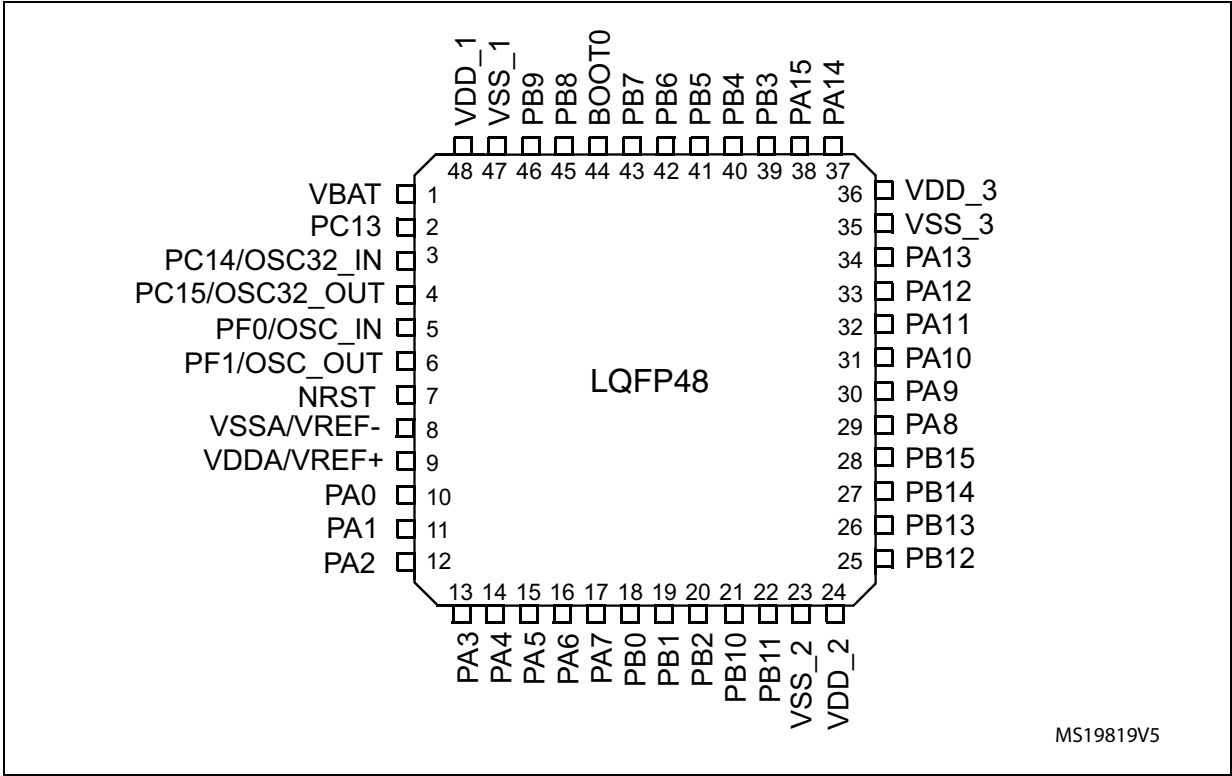 VDD_1
VSS_1
PB9
PB8
BOOT0
PB7
PB6
PB5
PB4
PB3
PA15
PA14
48 47 46 45 44 43 42 41 40 39 38 37
VBAT 1
PC13 2
PC14/OSC32_IN 3
PC15/OSC32_OUT 4
PF0/OSC_IN 5
PF1/OSC_OUT 6
NRST 7
VSSA/VREF- 8
VDDA/VREF+ 9
PA0 10
PA1 11
PA2 12
LQFP48
36 VDD_3
35 VSS_3
34 PA13
33 PA12
32 PA11
31 PA10
30 PA9
29 PA8
28 PB15
27 PB14
26 PB13
25 PB12
13 14 15 16 17 18 19 20 21 22 23 24
PA3
PA4
PA5
PA6
PA7
PB0
PB1
PB2
PB10
PB11
VSS_2
VDD_2
MS19819V5